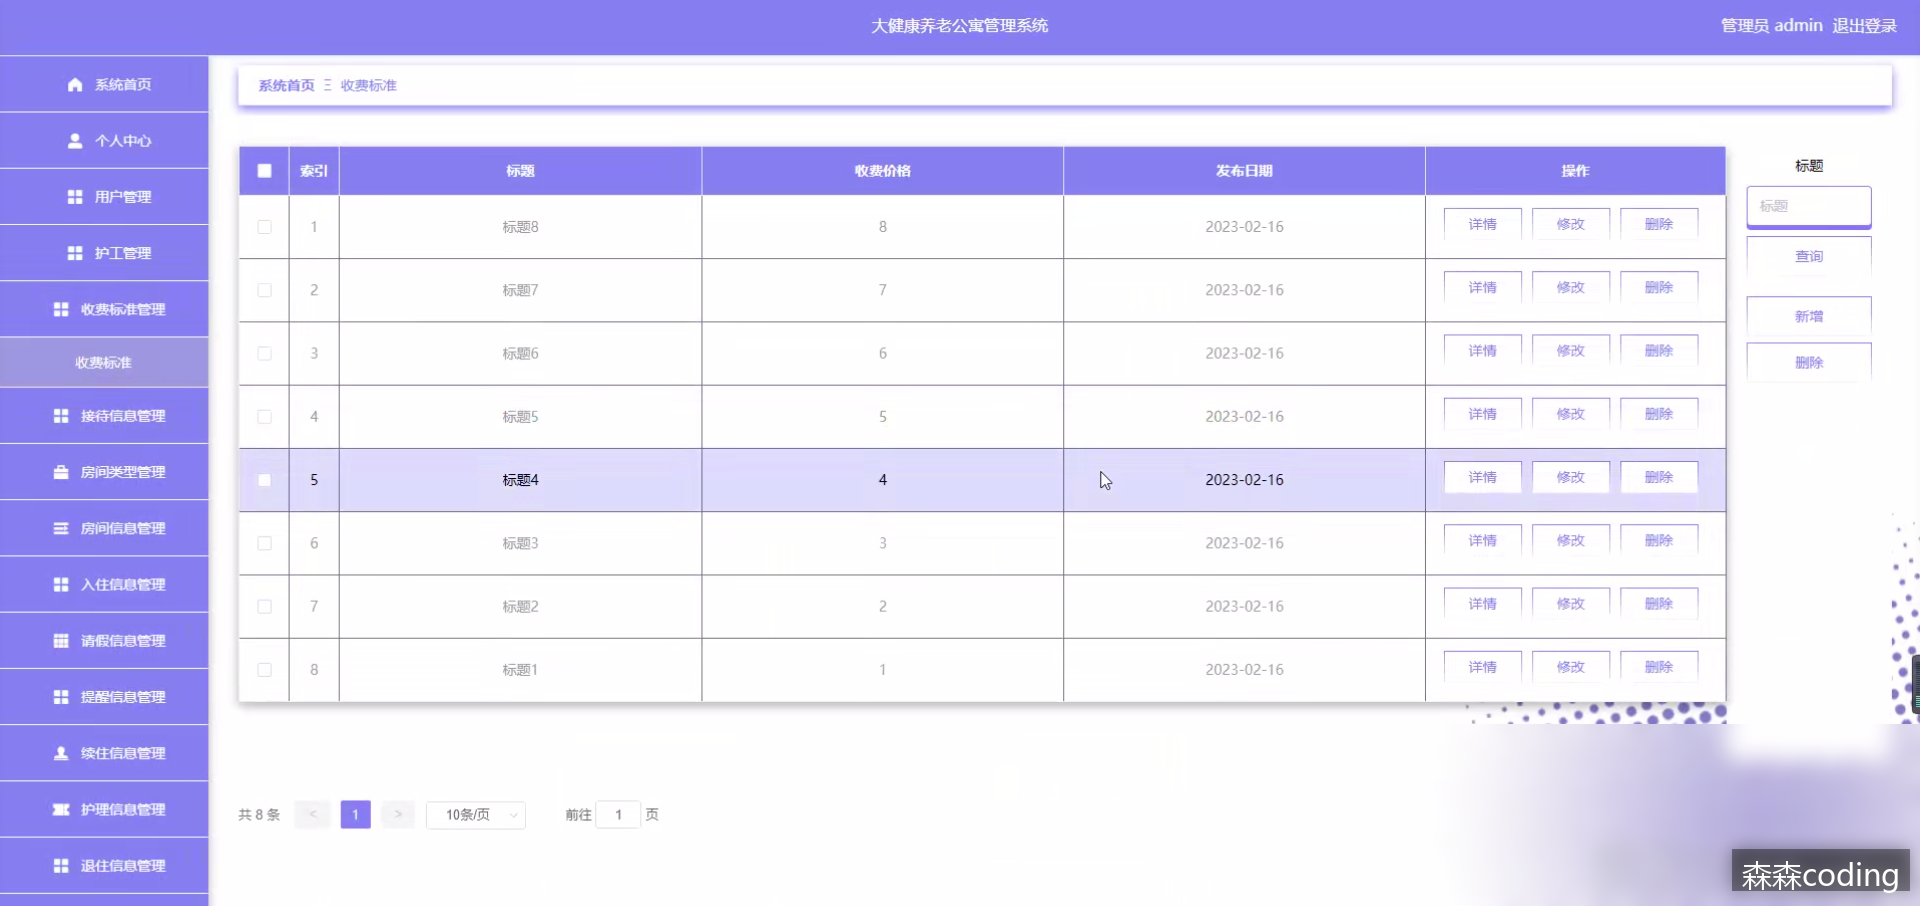 大健康养老公寓管理系统
管理员 admin 退出登录
系统首页
个人中心
用户管理
护工管理
收费标准管理
收费标准
接待信息管理
房间类型管理
房间信息管理
入住信息管理
请假信息管理
提醒信息管理
续住信息管理
护理信息管理
退住信息管理
系统首页 Ξ 收费标准
索引 标题 收费价格 发布日期 操作
1 标题8 8 2023-02-16 详情 修改 删除
2 标题7 7 2023-02-16 详情 修改 删除
3 标题6 6 2023-02-16 详情 修改 删除
4 标题5 5 2023-02-16 详情 修改 删除
5 标题4 4 2023-02-16 详情 修改 删除
6 标题3 3 2023-02-16 详情 修改 删除
7 标题2 2 2023-02-16 详情 修改 删除
8 标题1 1 2023-02-16 详情 修改 删除
标题
标题
查询
新增
删除
共 8 条 < 1 > 10条/页 前往 1 页
森森coding